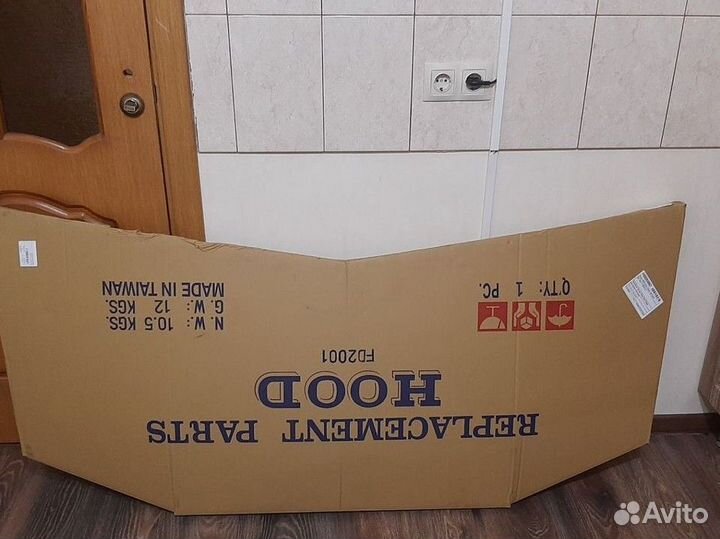 REPLACEMENT PARTS
HOOD
FD2001
Q'TY: 1 PC.
N. W.: 10.5 KGS.
G. W.: 12 KGS.
MADE IN TAIWAN
Avito